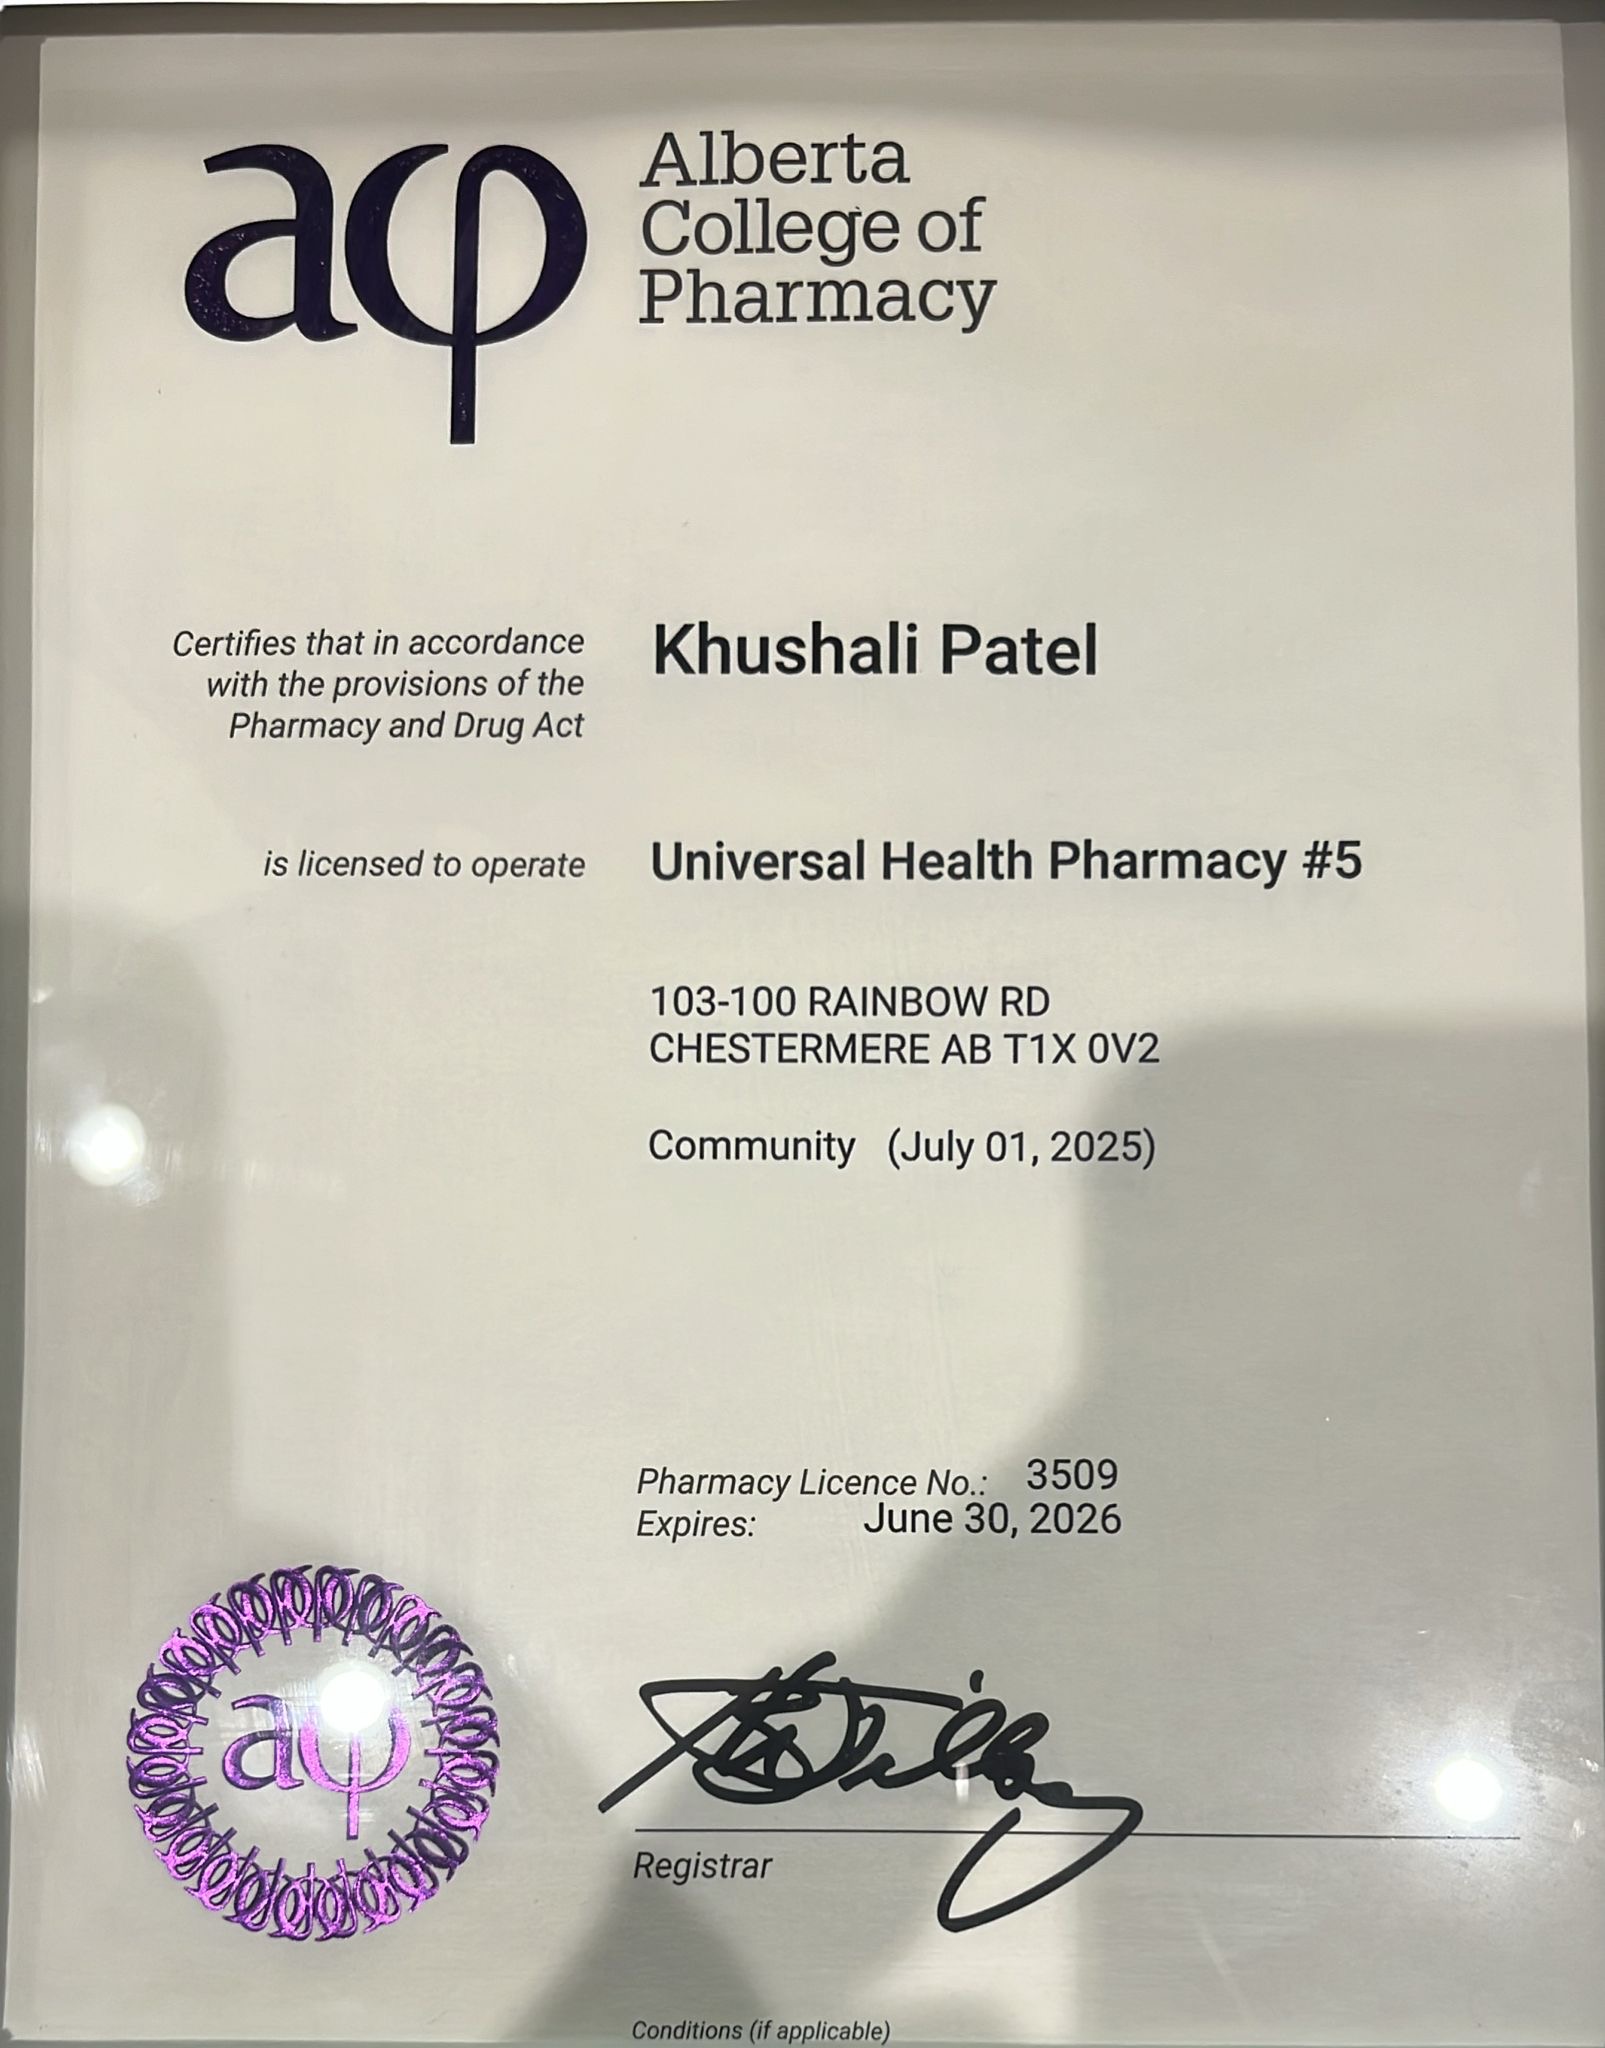 aφ
Alberta
College of
Pharmacy
Certifies that in accordance
with the provisions of the
Pharmacy and Drug Act
Khushali Patel
is licensed to operate
Universal Health Pharmacy #5
103-100 RAINBOW RD
CHESTERMERE AB T1X 0V2
Community (July 01, 2025)
Pharmacy Licence No.: 3509
Expires: June 30, 2026
aφ
Registrar
Conditions (if applicable)